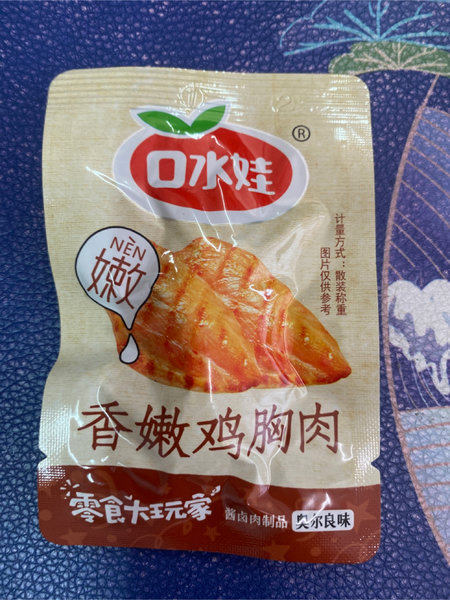 口水娃
®
NÈN
嫩
计量方式：散装称重
图片仅供参考
香嫩鸡胸肉
零食大玩家
酱卤肉制品 奥尔良味